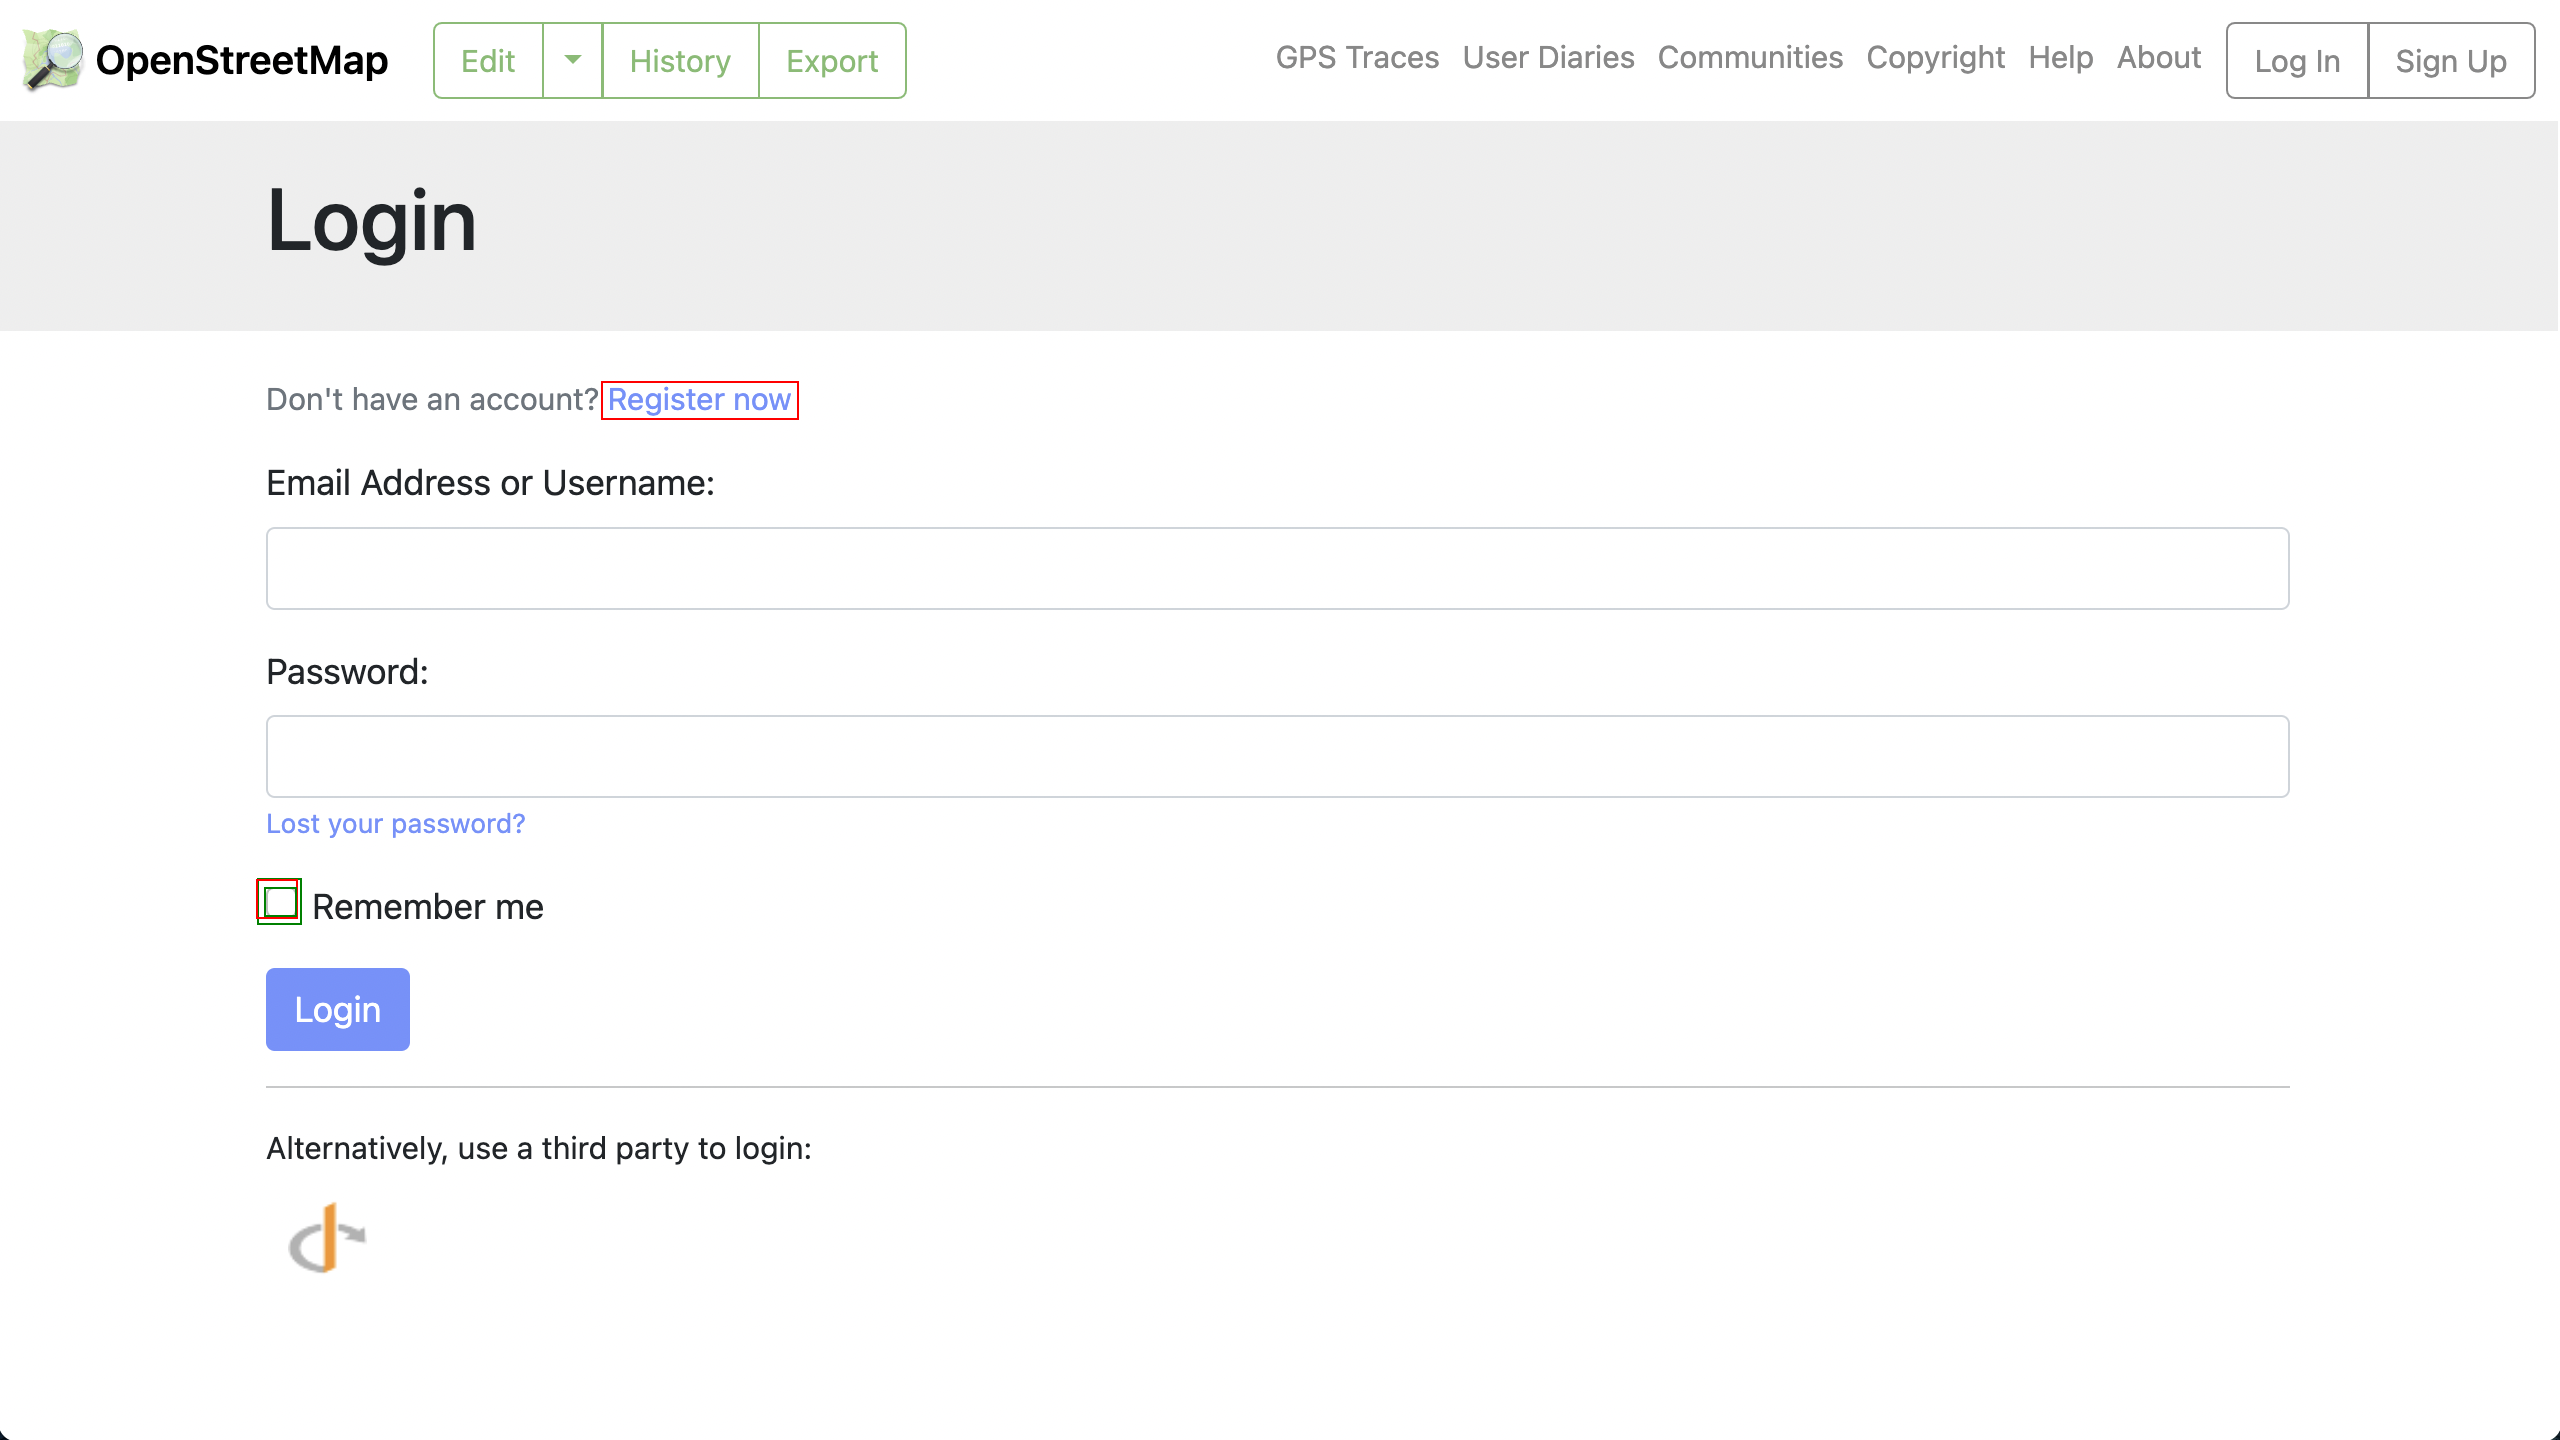 OpenStreetMap Edit History Export GPS Traces User Diaries Communities Copyright Help About Log In Sign Up
Login
Don't have an account? Register now
Email Address or Username:
Password:
Lost your password?
Remember me
Login
Alternatively, use a third party to login: